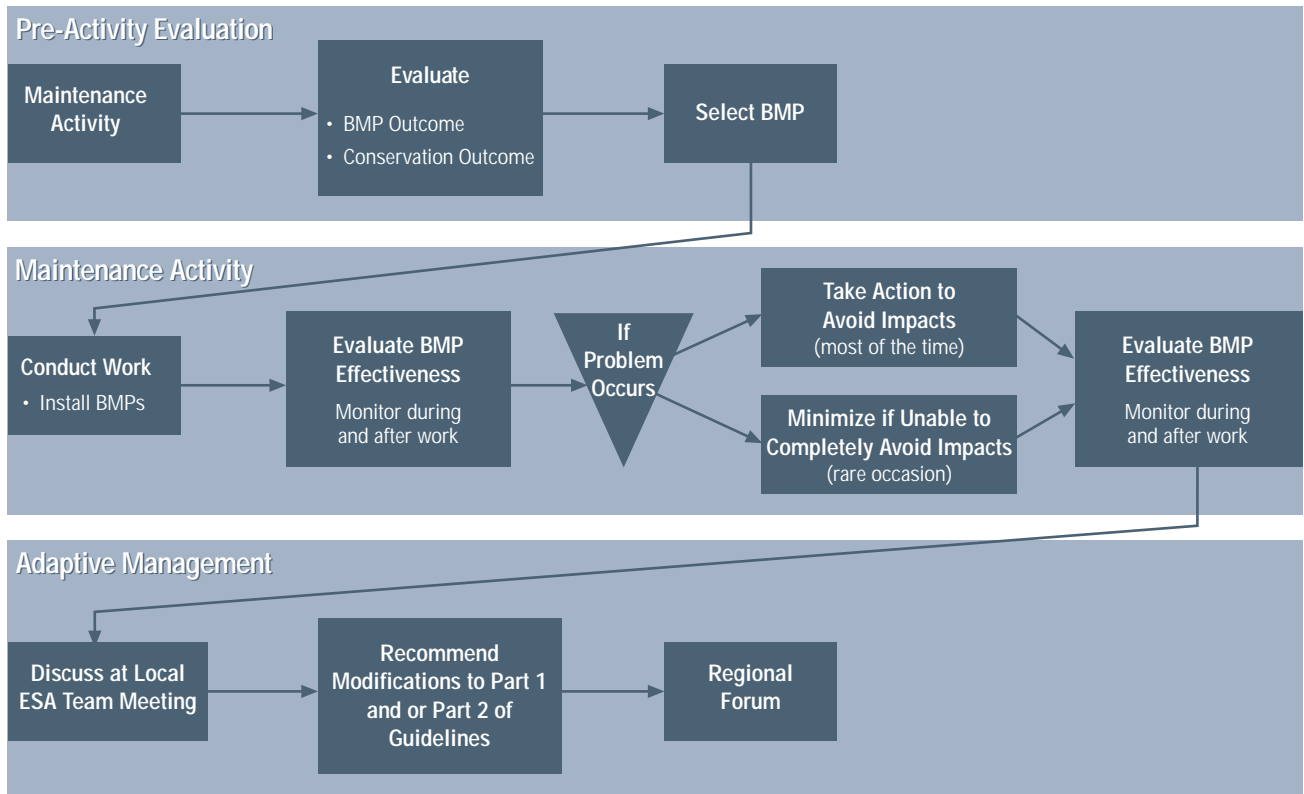 Pre-Activity Evaluation
Maintenance
Activity
Evaluate
• BMP Outcome
• Conservation Outcome
Select BMP
Maintenance Activity
Conduct Work
• Install BMPs
Evaluate BMP
Effectiveness
Monitor during
and after work
If
Problem
Occurs
Take Action to
Avoid Impacts
(most of the time)
Minimize if Unable to
Completely Avoid Impacts
(rare occasion)
Evaluate BMP
Effectiveness
Monitor during
and after work
Adaptive Management
Discuss at Local
ESA Team Meeting
Recommend
Modifications to Part 1
and or Part 2 of
Guidelines
Regional
Forum